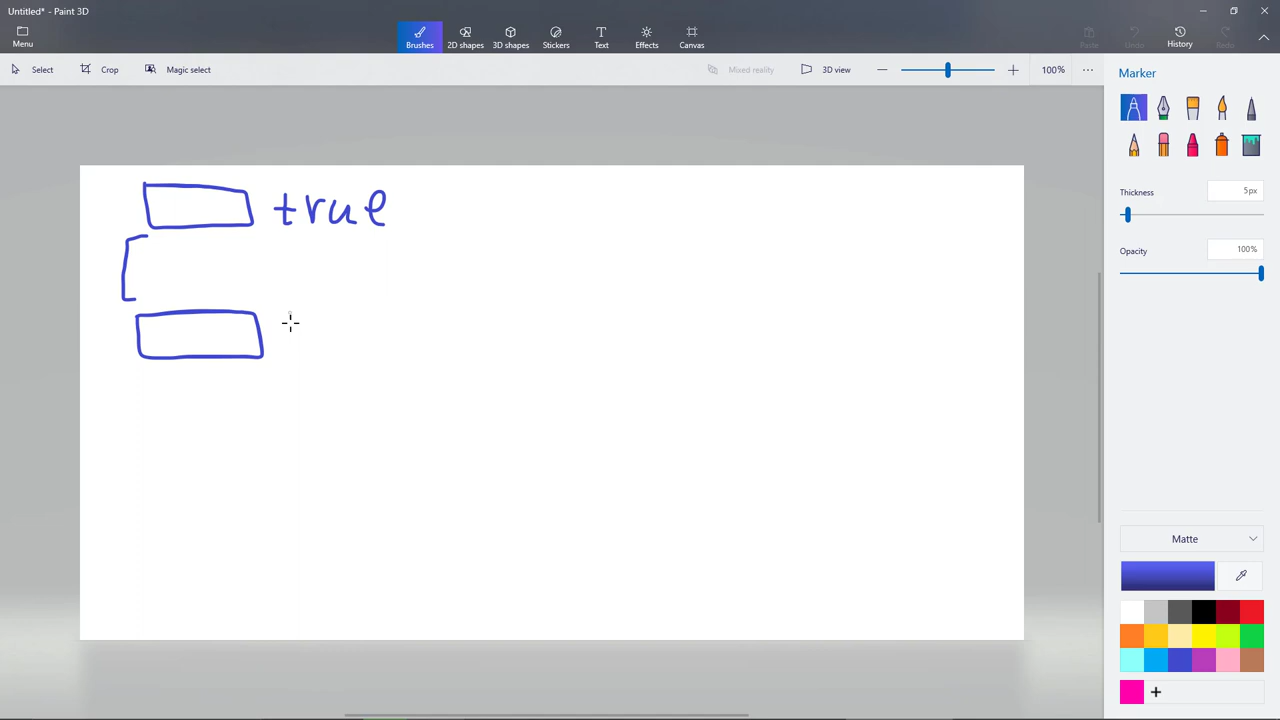 Untitled* - Paint 3D
Menu
Brushes
2D shapes
3D shapes
Stickers
Text
Effects
Canvas
Paste
Undo
History
Redo
Select
Crop
Magic select
Mixed reality
3D view
100%
Marker
Thickness
5px
Opacity
100%
Matte
true